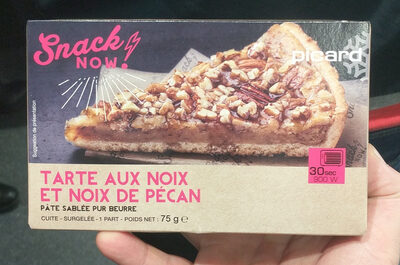 Snack
NOW!
picard
Suggestion de présentation
30 sec
900 W
TARTE AUX NOIX
ET NOIX DE PÉCAN
PÂTE SABLÉE PUR BEURRE
CUITE - SURGELÉE - 1 PART - POIDS NET : 75 g ℮